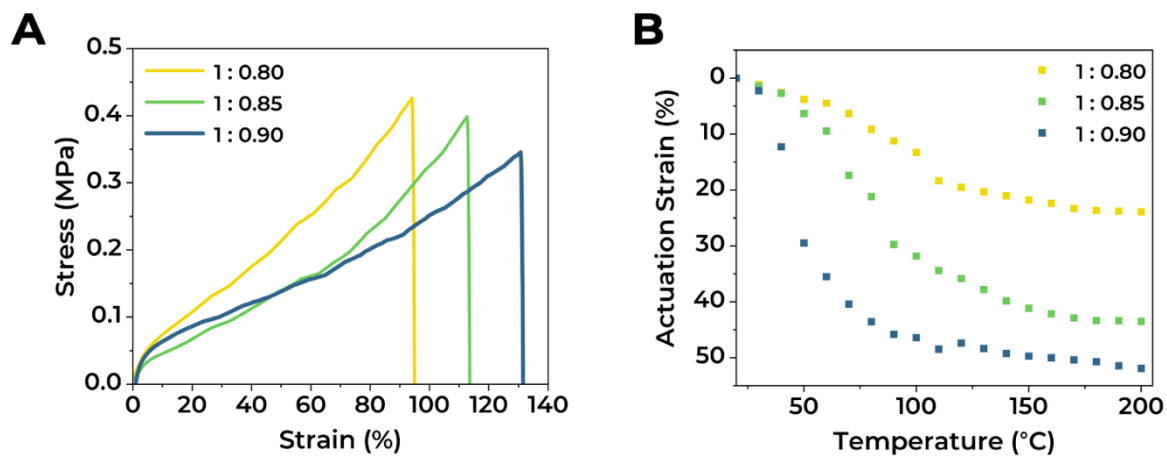 A
0.5
0.4
0.3
0.2
0.1
0.0
Stress (MPa)
1 : 0.80
1 : 0.85
1 : 0.90
0 20 40 60 80 100 120 140
Strain (%)
B
0
10
20
30
40
50
Actuation Strain (%)
1 : 0.80
1 : 0.85
1 : 0.90
50 100 150 200
Temperature (°C)